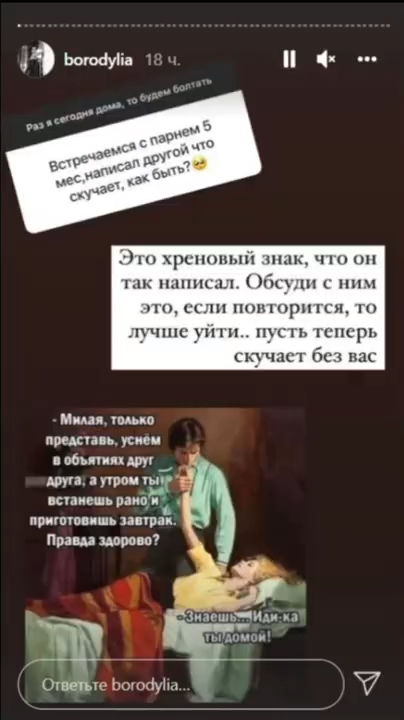 borodylia 18 ч.
Раз я сегодня дома, то будем болтать
Встречаемся с парнем 5
мес,написал другой что
скучает, как быть?🥺
Это хреновый знак, что он
так написал. Обсуди с ним
это, если повторится, то
лучше уйти.. пусть теперь
скучает без вас
- Милая, только
представь, уснём
в объятиях друг
друга, а утром ты
встанешь рано и
приготовишь завтрак.
Правда здорово?
- Знаешь... Иди-ка
ты домой!
Ответьте borodylia...